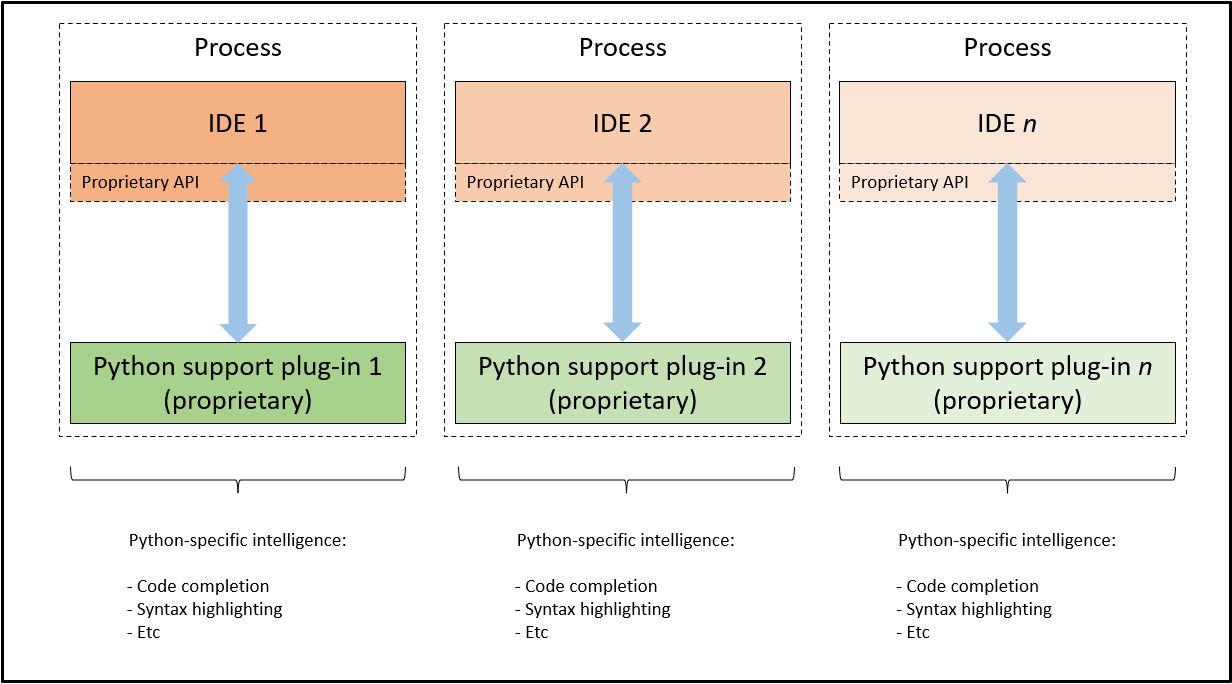 Process
IDE 1
Proprietary API
Python support plug-in 1
(proprietary)
Python-specific intelligence:
- Code completion
- Syntax highlighting
- Etc
Process
IDE 2
Proprietary API
Python support plug-in 2
(proprietary)
Python-specific intelligence:
- Code completion
- Syntax highlighting
- Etc
Process
IDE n
Proprietary API
Python support plug-in n
(proprietary)
Python-specific intelligence:
- Code completion
- Syntax highlighting
- Etc